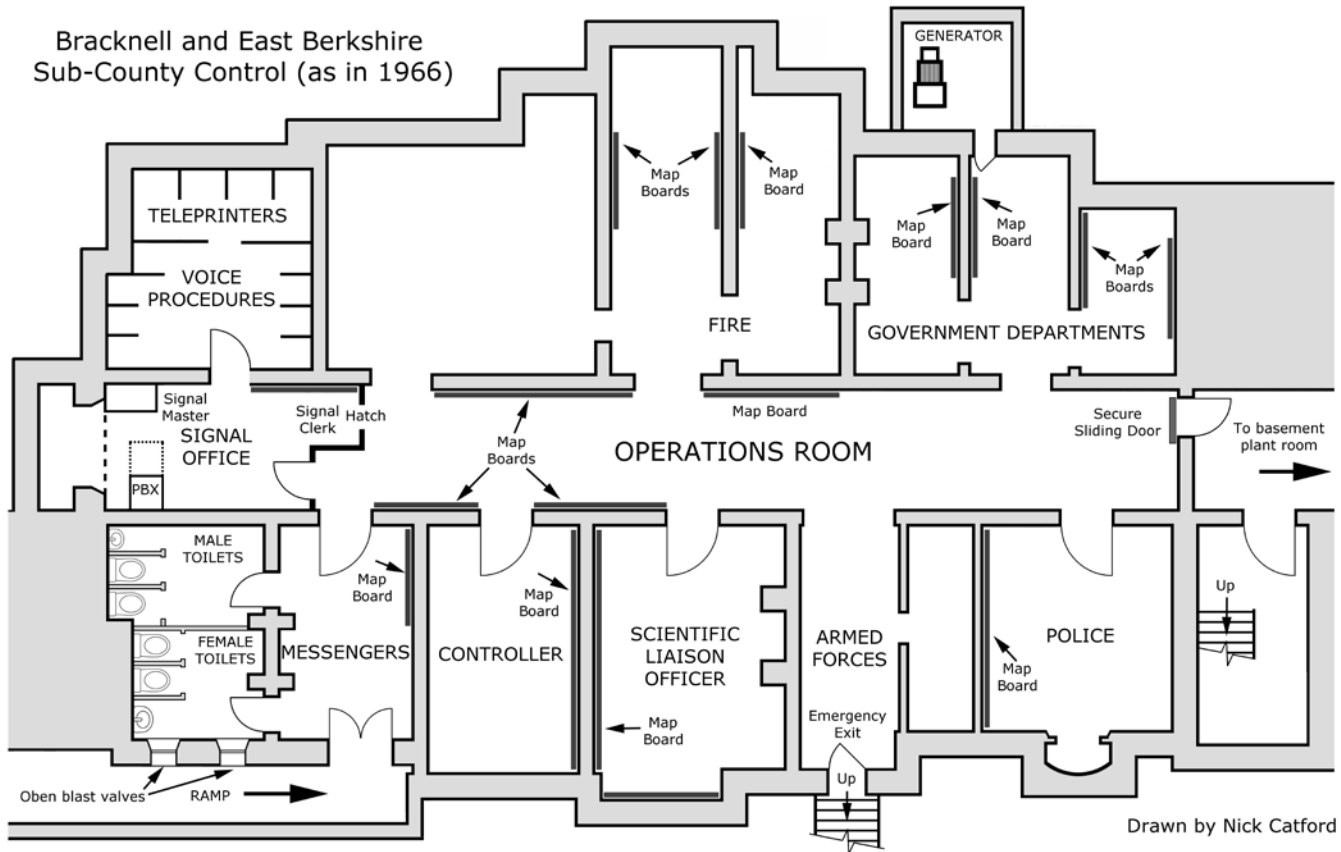 Bracknell and East Berkshire
Sub-County Control (as in 1966)
GENERATOR
TELEPRINTERS
VOICE
PROCEDURES
Map
Boards
Map
Board
Map
Board
Map
Board
Map
Boards
FIRE
GOVERNMENT DEPARTMENTS
Signal
Master
SIGNAL
OFFICE
PBX
Signal
Clerk
Hatch
Map
Boards
Map Board
OPERATIONS ROOM
Secure
Sliding Door
To basement
plant room
MALE
TOILETS
FEMALE
TOILETS
Map
Board
MESSENGERS
Map
Board
CONTROLLER
SCIENTIFIC
LIAISON
OFFICER
Map
Board
ARMED
FORCES
Emergency
Exit
Up
POLICE
Map
Board
Up
Oben blast valves
RAMP
Drawn by Nick Catford